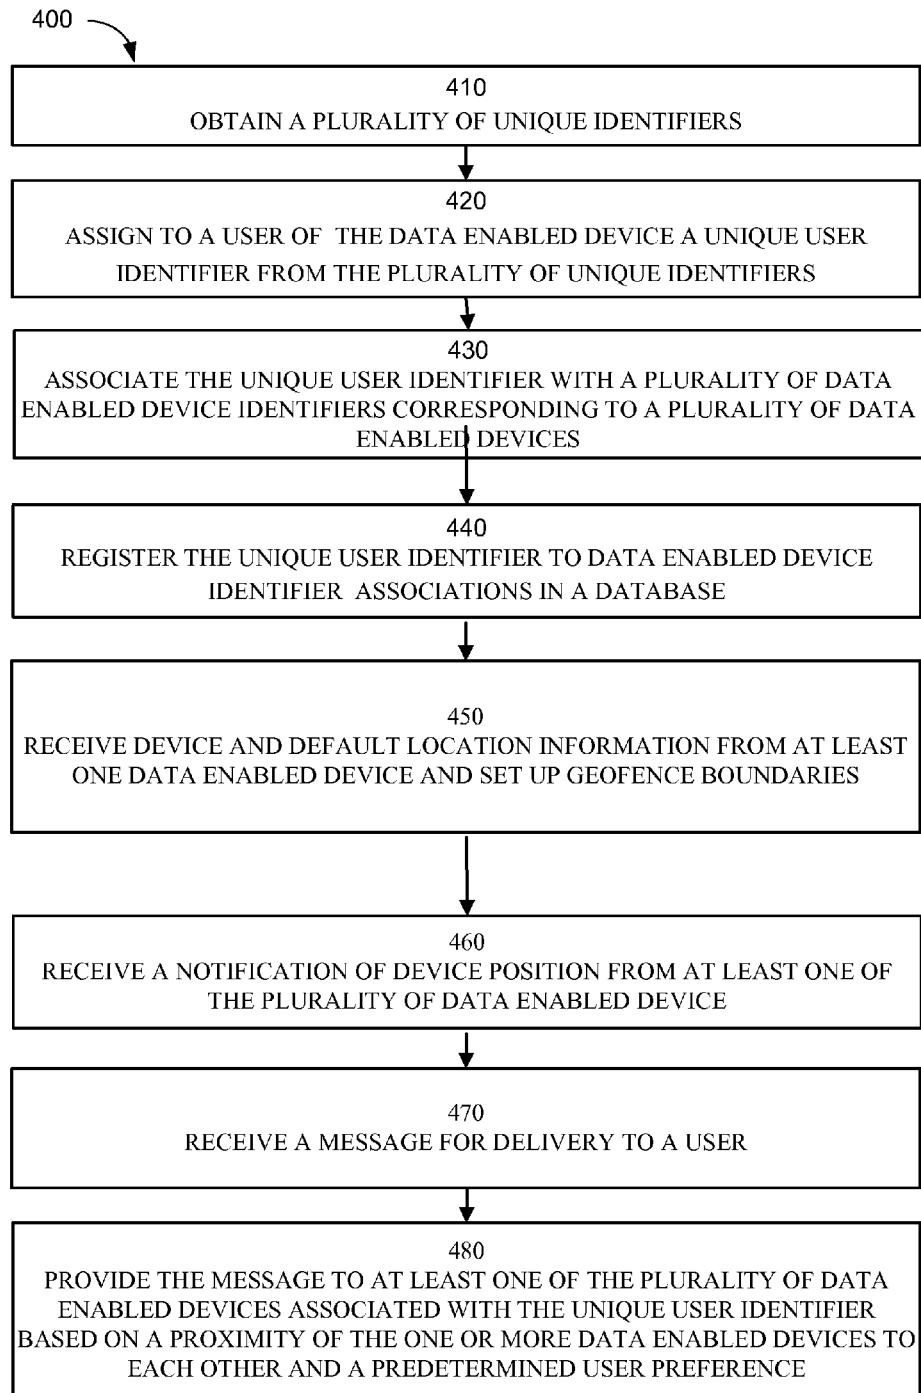 400
410
OBTAIN A PLURALITY OF UNIQUE IDENTIFIERS
420
ASSIGN TO A USER OF THE DATA ENABLED DEVICE A UNIQUE USER
IDENTIFIER FROM THE PLURALITY OF UNIQUE IDENTIFIERS
430
ASSOCIATE THE UNIQUE USER IDENTIFIER WITH A PLURALITY OF DATA
ENABLED DEVICE IDENTIFIERS CORRESPONDING TO A PLURALITY OF DATA
ENABLED DEVICES
440
REGISTER THE UNIQUE USER IDENTIFIER TO DATA ENABLED DEVICE
IDENTIFIER ASSOCIATIONS IN A DATABASE
450
RECEIVE DEVICE AND DEFAULT LOCATION INFORMATION FROM AT LEAST
ONE DATA ENABLED DEVICE AND SET UP GEOFENCE BOUNDARIES
460
RECEIVE A NOTIFICATION OF DEVICE POSITION FROM AT LEAST ONE OF
THE PLURALITY OF DATA ENABLED DEVICE
470
RECEIVE A MESSAGE FOR DELIVERY TO A USER
480
PROVIDE THE MESSAGE TO AT LEAST ONE OF THE PLURALITY OF DATA
ENABLED DEVICES ASSOCIATED WITH THE UNIQUE USER IDENTIFIER
BASED ON A PROXIMITY OF THE ONE OR MORE DATA ENABLED DEVICES TO
EACH OTHER AND A PREDETERMINED USER PREFERENCE